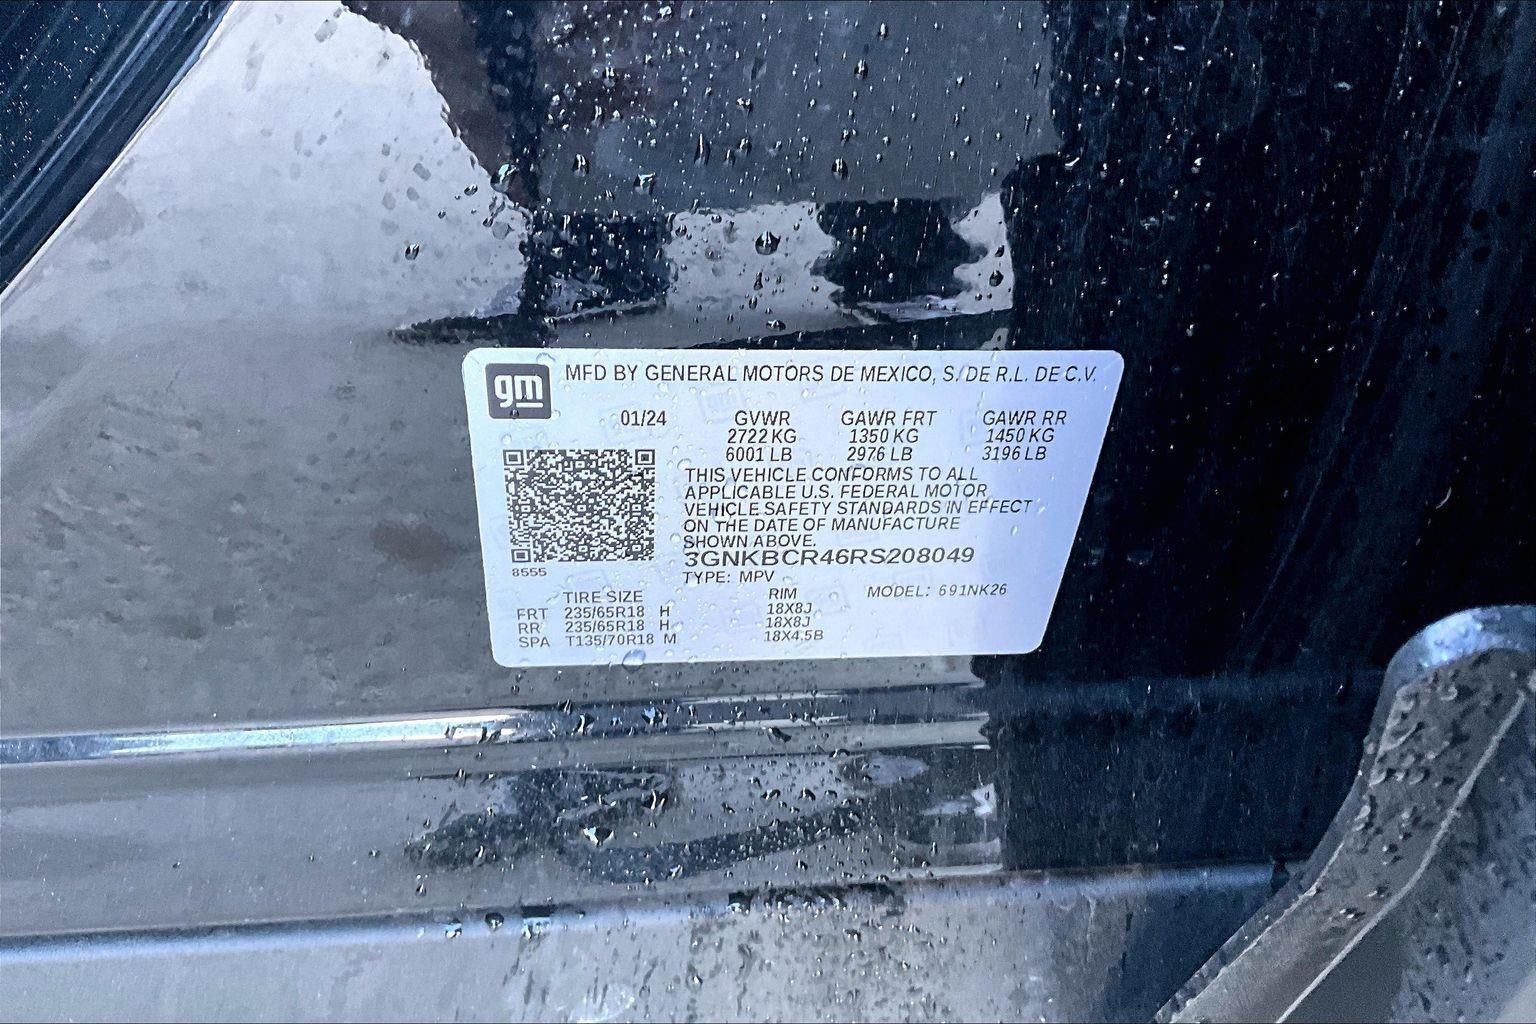 gm MFD BY GENERAL MOTORS DE MEXICO, S. DE R.L. DE C.V.
01/24 GVWR GAWR FRT GAWR RR
2722 KG 1350 KG 1450 KG
6001 LB 2976 LB 3196 LB
THIS VEHICLE CONFORMS TO ALL
APPLICABLE U.S. FEDERAL MOTOR
VEHICLE SAFETY STANDARDS IN EFFECT
ON THE DATE OF MANUFACTURE
SHOWN ABOVE.
3GNKBCR46RS208049
8555 TYPE: MPV
TIRE SIZE RIM MODEL: 691NK26
FRT 235/65R18 H 18X8J
RR 235/65R18 H 18X8J
SPA T135/70R18 M 18X4.5B